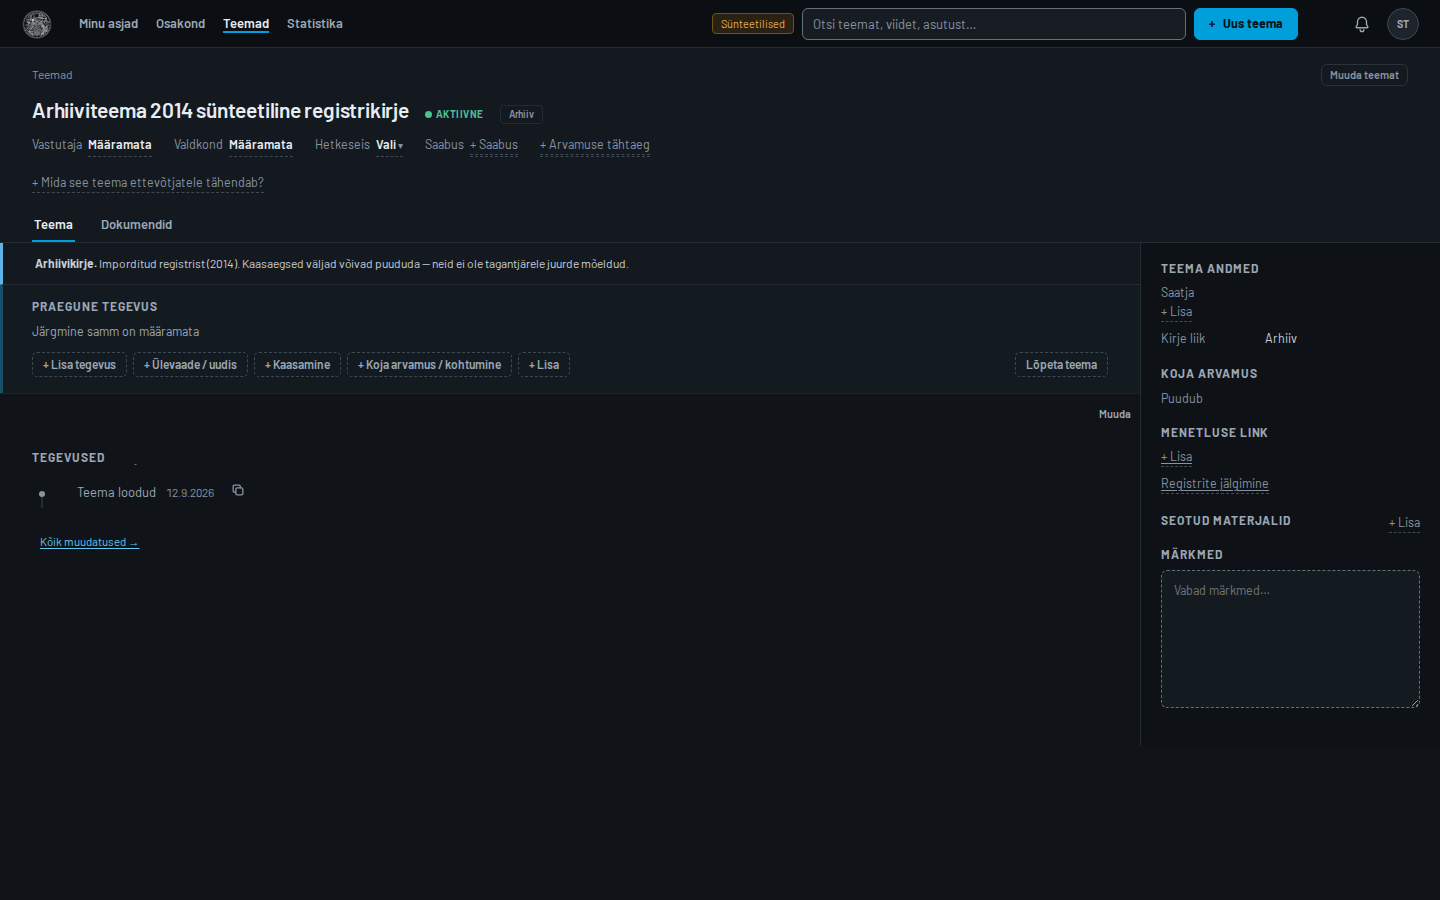 Minu asjad Osakond Teemad Statistika Sünteetilised Otsi teemat, viidet, asutust... + Uus teema ST
Teemad Muuda teemat
Arhiiviteema 2014 sünteetiline registrikirje AKTIIVNE Arhiiv
Vastutaja Määramata Valdkond Määramata Hetkeseis Vali ▾ Saabus + Saabus + Arvamuse tähtaeg
+ Mida see teema ettevõtjatele tähendab?
Teema Dokumendid
Arhiivikirje. Imporditud registrist (2014). Kaasaegsed väljad võivad puududa — neid ei ole tagantjärele juurde mõeldud.
PRAEGUNE TEGEVUS
Järgmine samm on määramata
+ Lisa tegevus + Ülevaade / uudis + Kaasamine + Koja arvamus / kohtumine + Lisa Lõpeta teema
Muuda
TEGEVUSED
Teema loodud 12.9.2026
Kõik muudatused →
TEEMA ANDMED
Saatja
+ Lisa
Kirje liik Arhiiv
KOJA ARVAMUS
Puudub
MENETLUSE LINK
+ Lisa
Registrite jälgimine
SEOTUD MATERJALID + Lisa
MÄRKMED
Vabad märkmed...